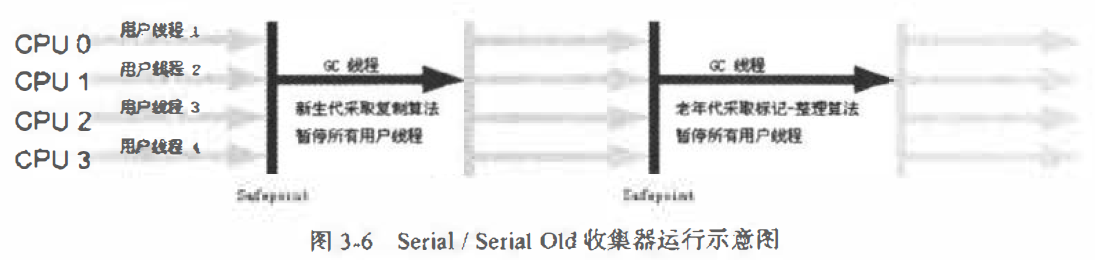 CPU 0 用户线程 1
CPU 1 用户线程 2
CPU 2 用户线程 3
CPU 3 用户线程 4
GC 线程
新生代采取复制算法
暂停所有用户线程
Safepoint
GC 线程
老年代采取标记-整理算法
暂停所有用户线程
Safepoint
图 3-6 Serial / Serial Old 收集器运行示意图